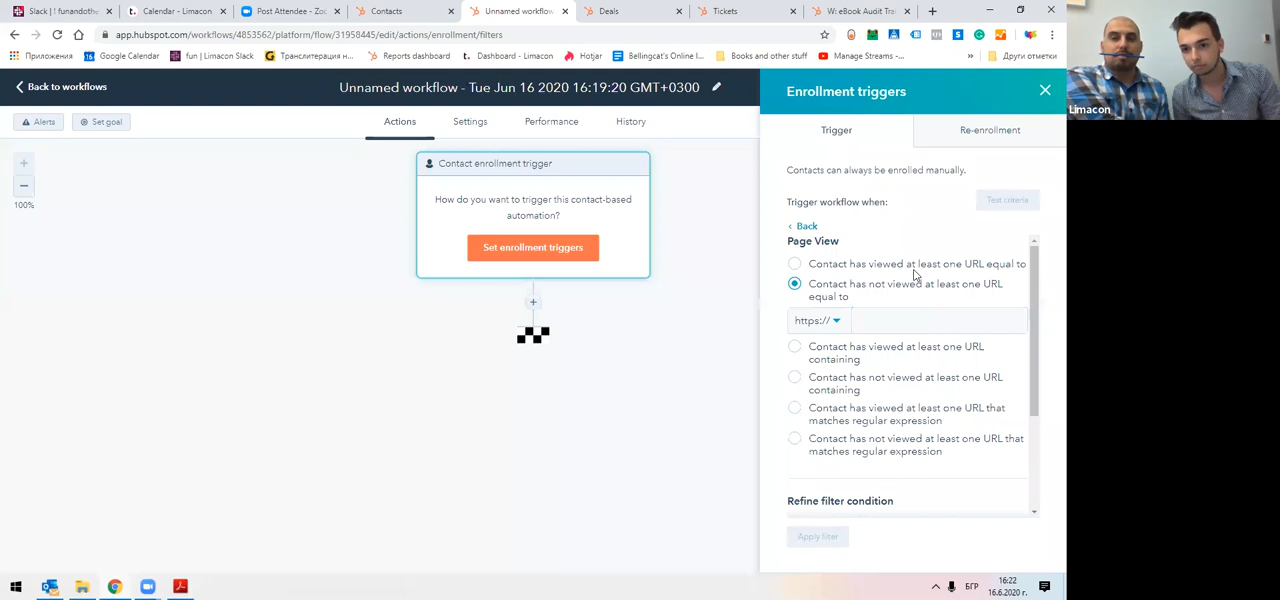 Slack | ! funandothe
Calendar - Limacon
Post Attendee - Zoo
Contacts
Unnamed workflow
Deals
Tickets
W: eBook Audit Trai
app.hubspot.com/workflows/4853562/platform/flow/31958445/edit/actions/enrollment/filters
Приложения
Google Calendar
fun | Limacon Slack
Транслитерация н...
Reports dashboard
Dashboard - Limacon
Hotjar
Bellingcat's Online I...
Books and other stuff
Manage Streams -...
»
Други отметки
Limacon
Back to workflows
Unnamed workflow - Tue Jun 16 2020 16:19:20 GMT+0300
Alerts
Set goal
Actions
Settings
Performance
History
100%
Contact enrollment trigger
How do you want to trigger this contact-based
automation?
Set enrollment triggers
Enrollment triggers
Trigger
Re-enrollment
Contacts can always be enrolled manually.
Trigger workflow when:
Test criteria
Back
Page View
Contact has viewed at least one URL equal to
Contact has not viewed at least one URL
equal to
https://
Contact has viewed at least one URL
containing
Contact has not viewed at least one URL
containing
Contact has viewed at least one URL that
matches regular expression
Contact has not viewed at least one URL that
matches regular expression
Refine filter condition
Apply filter
БГР
16:22
16.6.2020 г.